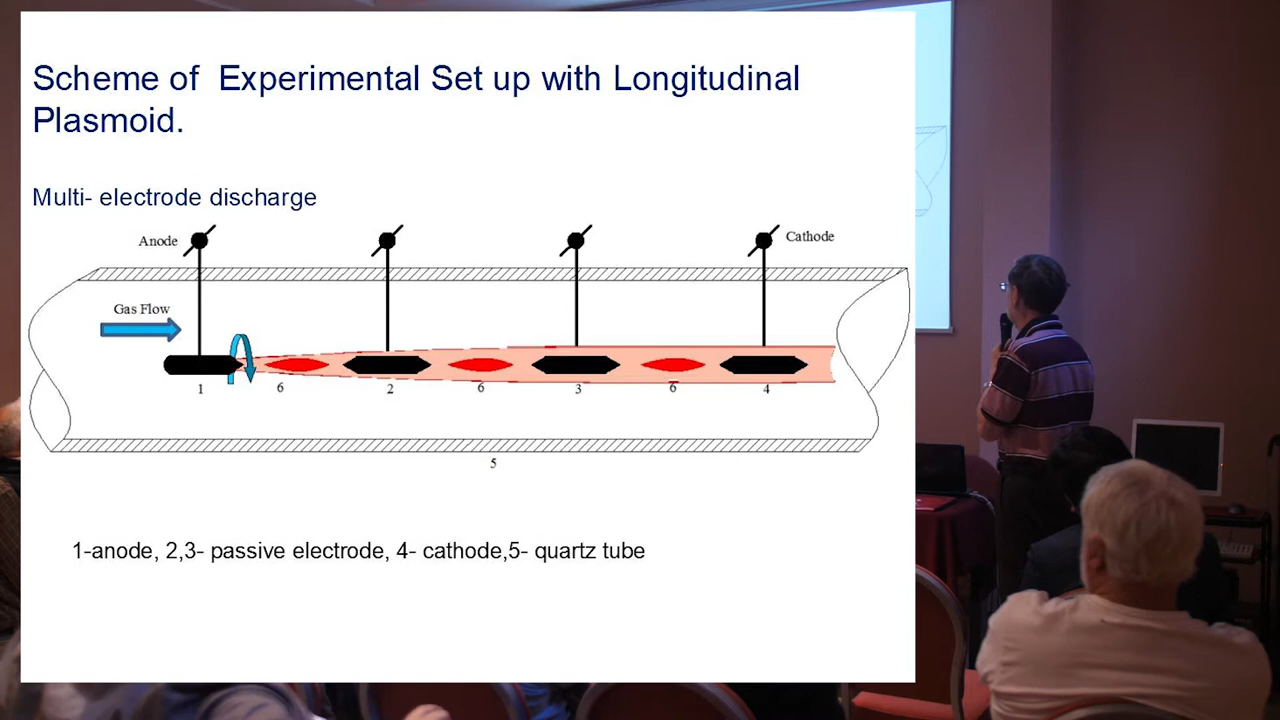 Scheme of  Experimental Set up with Longitudinal
Plasmoid.
Multi- electrode discharge
Anode
Cathode
Gas Flow
1
6
2
6
3
6
4
5
1-anode, 2,3- passive electrode, 4- cathode,5- quartz tube